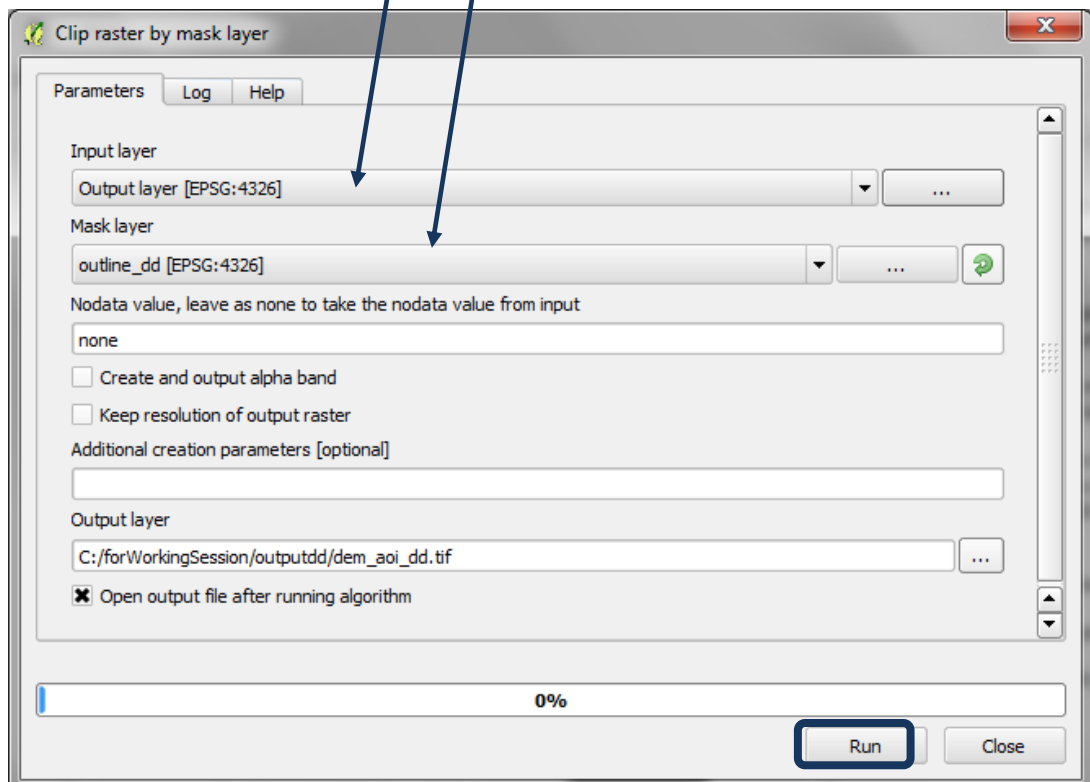 Clip raster by mask layer
Parameters Log Help
Input layer
Output layer [EPSG:4326]
...
Mask layer
outline_dd [EPSG:4326]
...
Nodata value, leave as none to take the nodata value from input
none
Create and output alpha band
Keep resolution of output raster
Additional creation parameters [optional]
Output layer
C:/forWorkingSession/outputdd/dem_aoi_dd.tif
...
Open output file after running algorithm
0%
Run Close